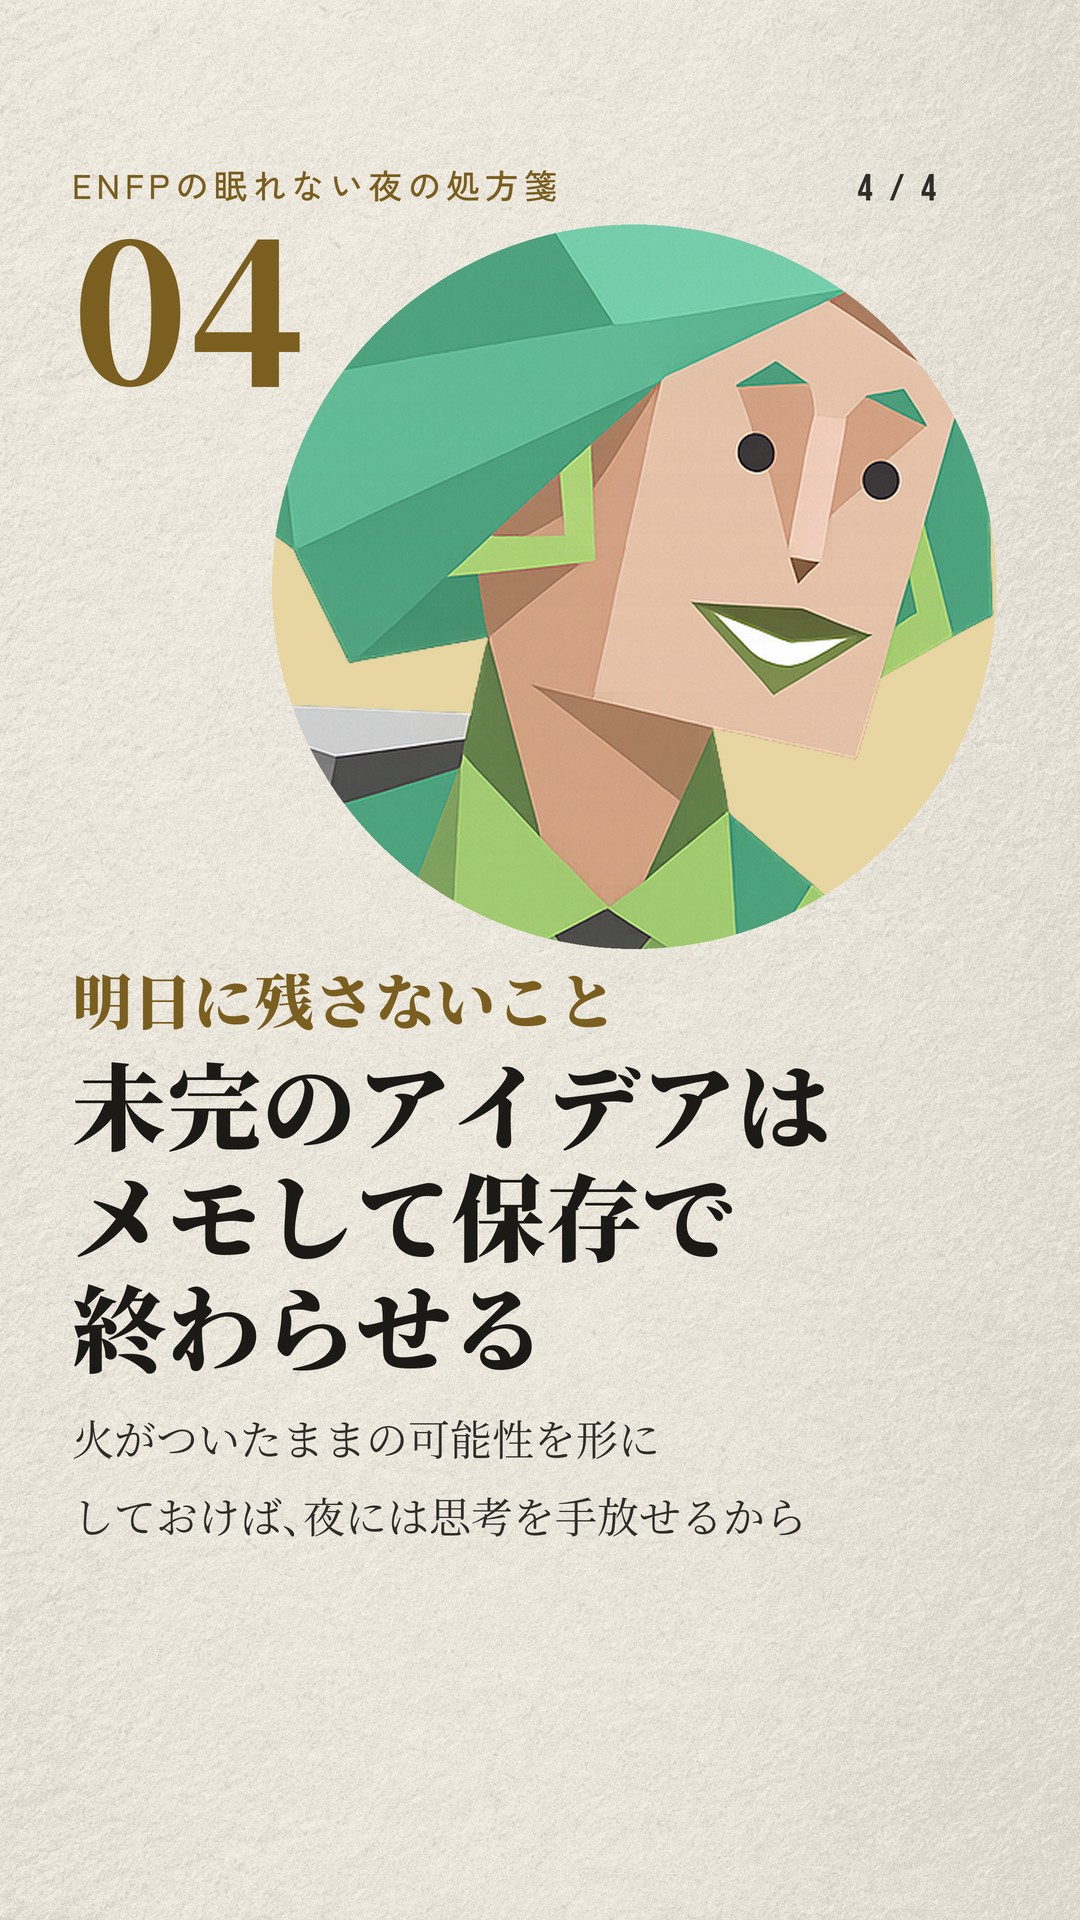 ENFPの眠れない夜の処方箋
4 / 4
04
明日に残さないこと
未完のアイデアは
メモして保存で
終わらせる
火がついたままの可能性を形に
しておけば、夜には思考を手放せるから